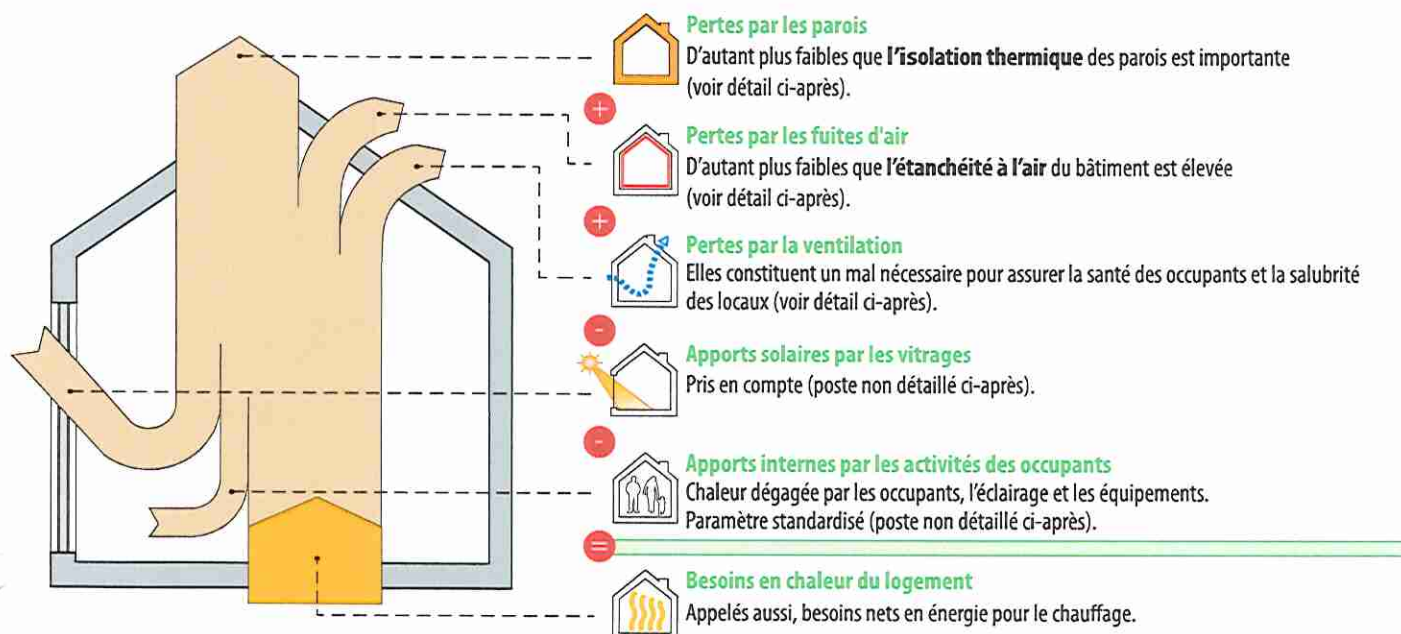 Pertes par les parois
D'autant plus faibles que l'isolation thermique des parois est importante
(voir détail ci-après).
+
Pertes par les fuites d'air
D'autant plus faibles que l'étanchéité à l'air du bâtiment est élevée
(voir détail ci-après).
+
Pertes par la ventilation
Elles constituent un mal nécessaire pour assurer la santé des occupants et la salubrité
des locaux (voir détail ci-après).
-
Apports solaires par les vitrages
Pris en compte (poste non détaillé ci-après).
-
Apports internes par les activités des occupants
Chaleur dégagée par les occupants, l'éclairage et les équipements.
Paramètre standardisé (poste non détaillé ci-après).
=
Besoins en chaleur du logement
Appelés aussi, besoins nets en énergie pour le chauffage.